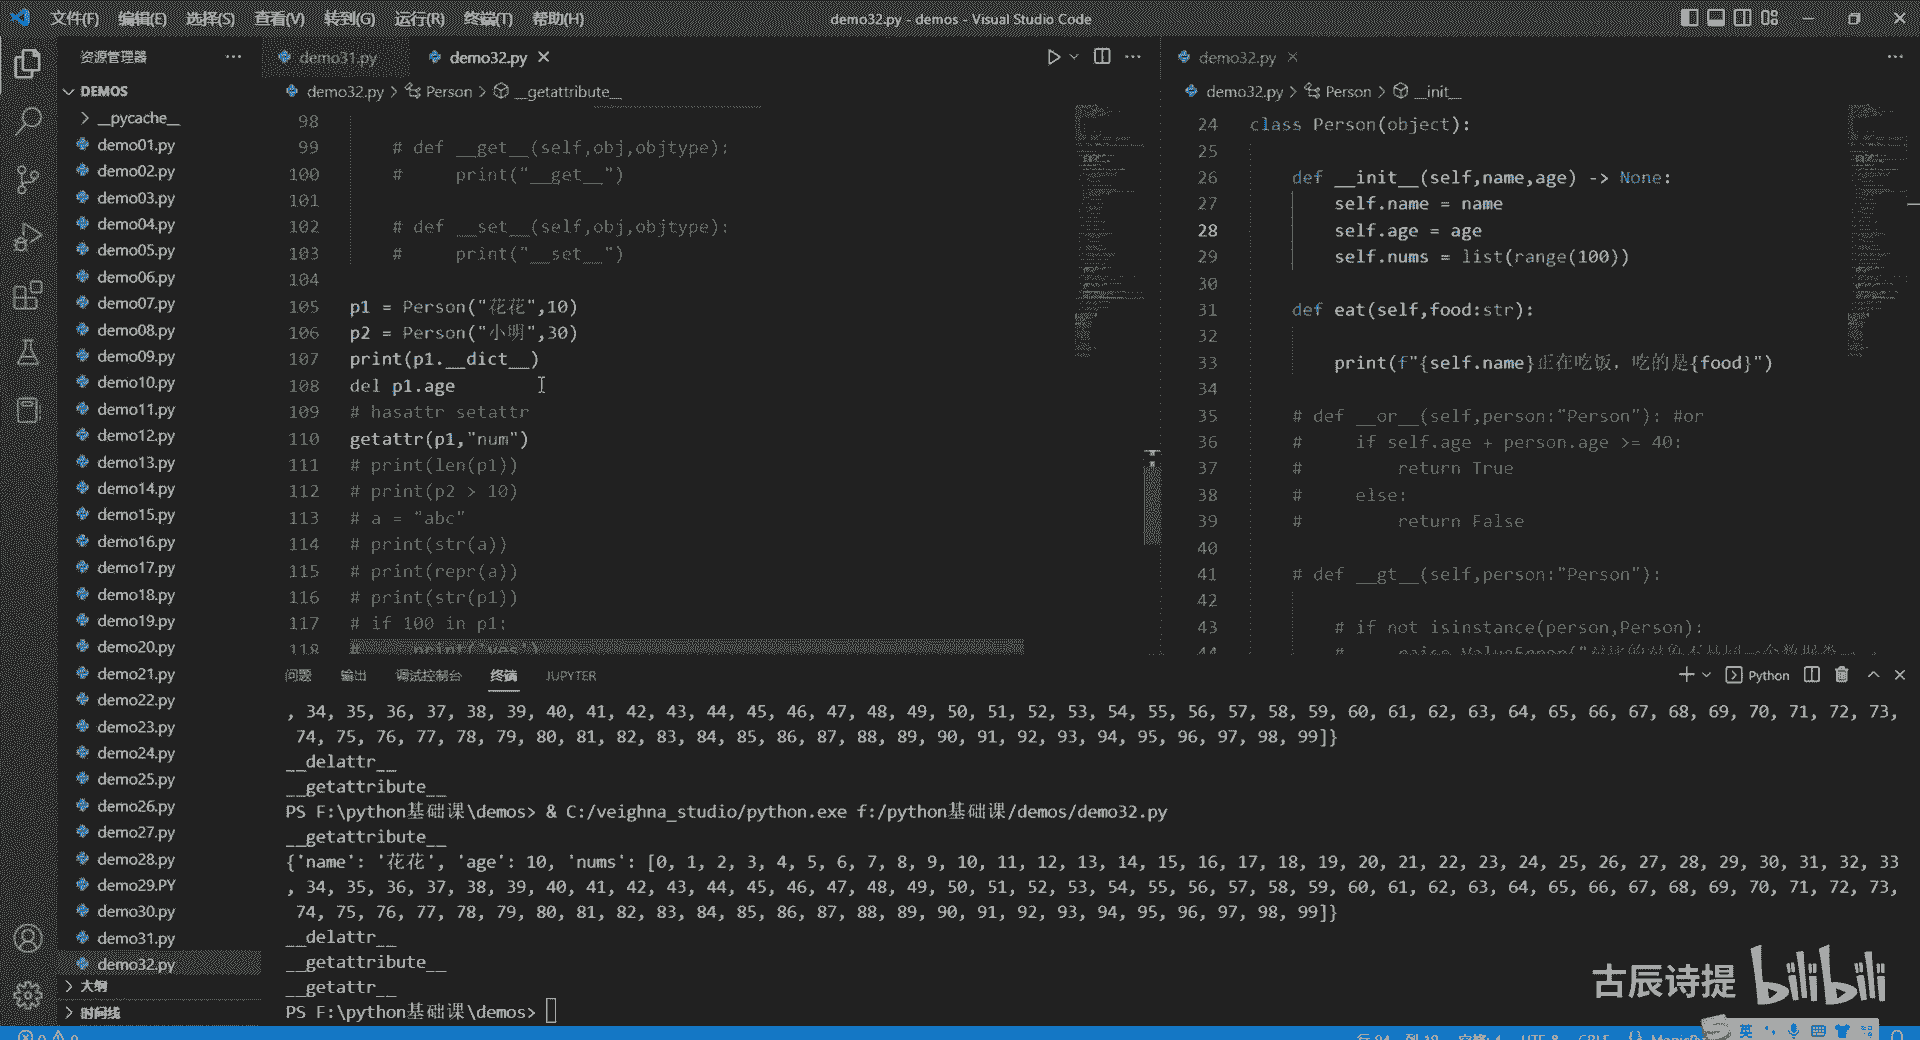 文件(F) 编辑(E) 选择(S) 查看(V) 转到(G) 运行(R) 终端(T) 帮助(H)
demo32.py - demos - Visual Studio Code
资源管理器
DEMOS
__pycache__
demo01.py
demo02.py
demo03.py
demo04.py
demo05.py
demo06.py
demo07.py
demo08.py
demo09.py
demo10.py
demo11.py
demo12.py
demo13.py
demo14.py
demo15.py
demo16.py
demo17.py
demo18.py
demo19.py
demo20.py
demo21.py
demo22.py
demo23.py
demo24.py
demo25.py
demo26.py
demo27.py
demo28.py
demo29.PY
demo30.py
demo31.py
demo32.py
大纲
时间线
demo31.py demo32.py
demo32.py > Person > __getattribute__
98
99 # def __get__(self,obj,objtype):
100 #     print("__get__")
101
102 # def __set__(self,obj,objtype):
103 #     print("__set__")
104
105 p1 = Person("花花",10)
106 p2 = Person("小明",30)
107 print(p1.__dict__)
108 del p1.age
109 # hasattr setattr
110 getattr(p1,"num")
111 # print(len(p1))
112 # print(p2 > 10)
113 # a = "abc"
114 # print(str(a))
115 # print(repr(a))
116 # print(str(p1))
117 # if 100 in p1:
118 #     print('yes')
demo32.py
demo32.py > Person > __init__
24 class Person(object):
25
26 def __init__(self,name,age) -> None:
27 self.name = name
28 self.age = age
29 self.nums = list(range(100))
30
31 def eat(self,food:str):
32
33 print(f"{self.name}正在吃饭，吃的是{food}")
34
35 # def __or__(self,person:"Person"): #or
36 #     if self.age + person.age >= 40:
37 #         return True
38 #     else:
39 #         return False
40
41 # def __gt__(self,person:"Person"):
42
43 # if not isinstance(person,Person):
44 #     raise ValueError("
问题 输出 调试控制台 终端 JUPYTER
Python
, 34, 35, 36, 37, 38, 39, 40, 41, 42, 43, 44, 45, 46, 47, 48, 49, 50, 51, 52, 53, 54, 55, 56, 57, 58, 59, 60, 61, 62, 63, 64, 65, 66, 67, 68, 69, 70, 71, 72, 73,
74, 75, 76, 77, 78, 79, 80, 81, 82, 83, 84, 85, 86, 87, 88, 89, 90, 91, 92, 93, 94, 95, 96, 97, 98, 99]}
__delattr__
__getattribute__
PS F:\python基础课\demos> & C:/veighna_studio/python.exe f:/python基础课/demos/demo32.py
__getattribute__
{'name': '花花', 'age': 10, 'nums': [0, 1, 2, 3, 4, 5, 6, 7, 8, 9, 10, 11, 12, 13, 14, 15, 16, 17, 18, 19, 20, 21, 22, 23, 24, 25, 26, 27, 28, 29, 30, 31, 32, 33
, 34, 35, 36, 37, 38, 39, 40, 41, 42, 43, 44, 45, 46, 47, 48, 49, 50, 51, 52, 53, 54, 55, 56, 57, 58, 59, 60, 61, 62, 63, 64, 65, 66, 67, 68, 69, 70, 71, 72, 73,
74, 75, 76, 77, 78, 79, 80, 81, 82, 83, 84, 85, 86, 87, 88, 89, 90, 91, 92, 93, 94, 95, 96, 97, 98, 99]}
__delattr__
__getattribute__
__getattr__
PS F:\python基础课\demos>
古辰诗提 bilibili
英